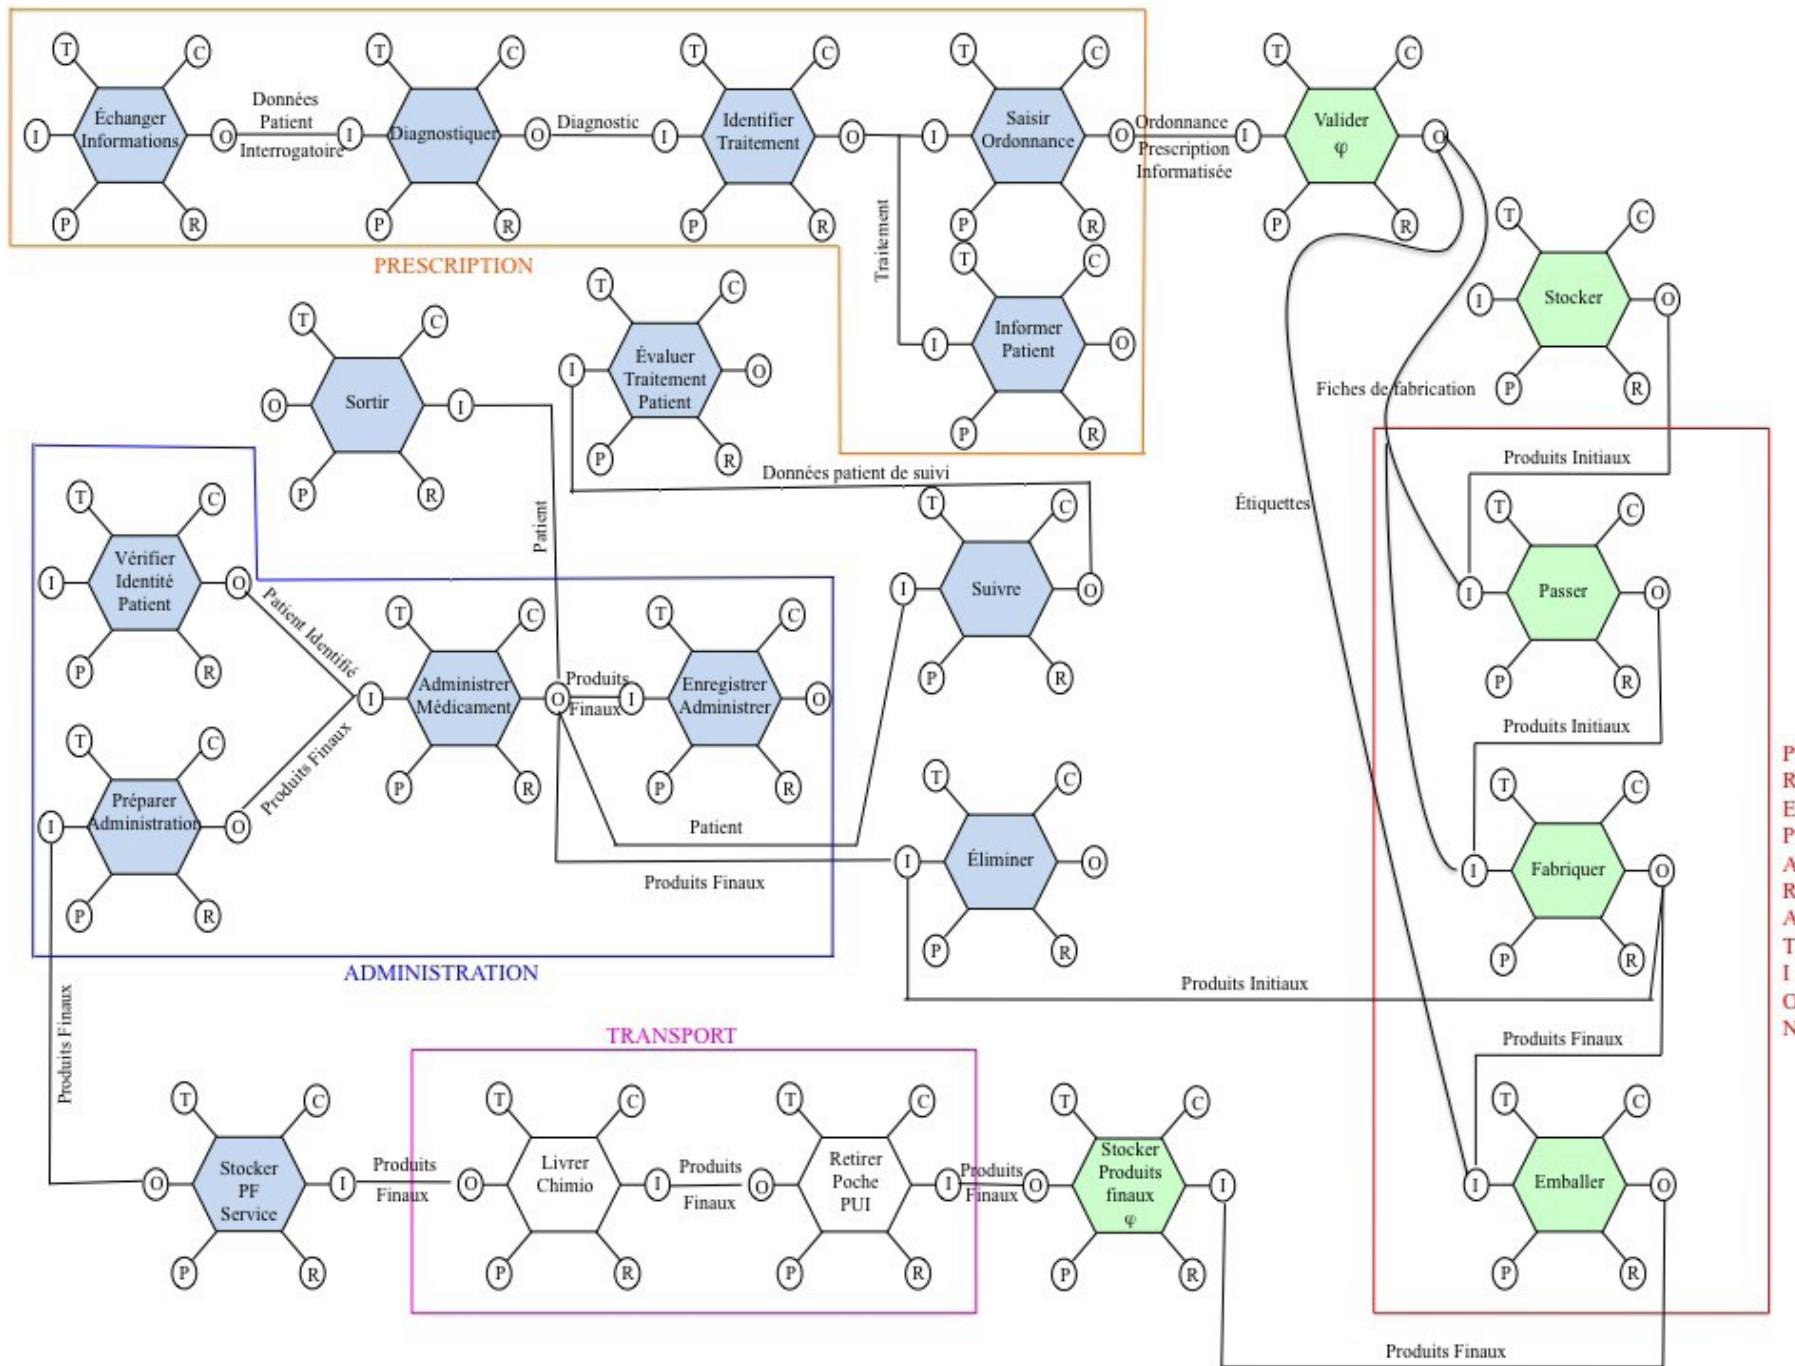 T
C
T
C
T
C
T
C
T
C
Échanger
Informations
I
O
Données
Patient
Interrogatoire
I
Diagnostiquer
O
Diagnostic
I
Identifier
Traitement
O
I
Saisir
Ordonnance
O
Ordonnance
Prescription
Informatisée
I
Valider
φ
O
P
R
P
R
P
R
P
R
P
R
PRESCRIPTION
Traitement
T
C
I
Informer
Patient
O
P
R
T
C
I
Stocker
O
P
R
Fiches de fabrication
T
C
O
Sortir
I
P
R
T
C
I
Évaluer
Traitement
Patient
O
P
R
Données patient de suivi
Patient
Étiquettes
Produits Initiaux
T
C
I
Vérifier
Identité
Patient
O
P
R
Patient Identifié
T
C
I
Administrer
Médicament
O
P
R
Produits
Finaux
T
C
I
Enregistrer
Administrer
O
P
R
T
C
I
Suivre
O
P
R
T
C
I
Passer
O
P
R
Produits Initiaux
T
C
I
Préparer
Administration
O
P
R
Produits Finaux
Patient
Produits Finaux
T
C
I
Éliminer
O
P
R
T
C
I
Fabriquer
O
P
R
PREPARATION
ADMINISTRATION
Produits Initiaux
Produits Finaux
Produits Finaux
TRANSPORT
T
C
O
Stocker
PF
Service
I
P
R
Produits
Finaux
T
C
O
Livrer
Chimio
I
P
R
Produits
Finaux
T
C
O
Retirer
Poche
PUI
I
P
R
Produits
Finaux
T
C
O
Stocker
Produits
finaux
φ
I
P
R
T
C
I
Emballer
O
P
R
Produits Finaux